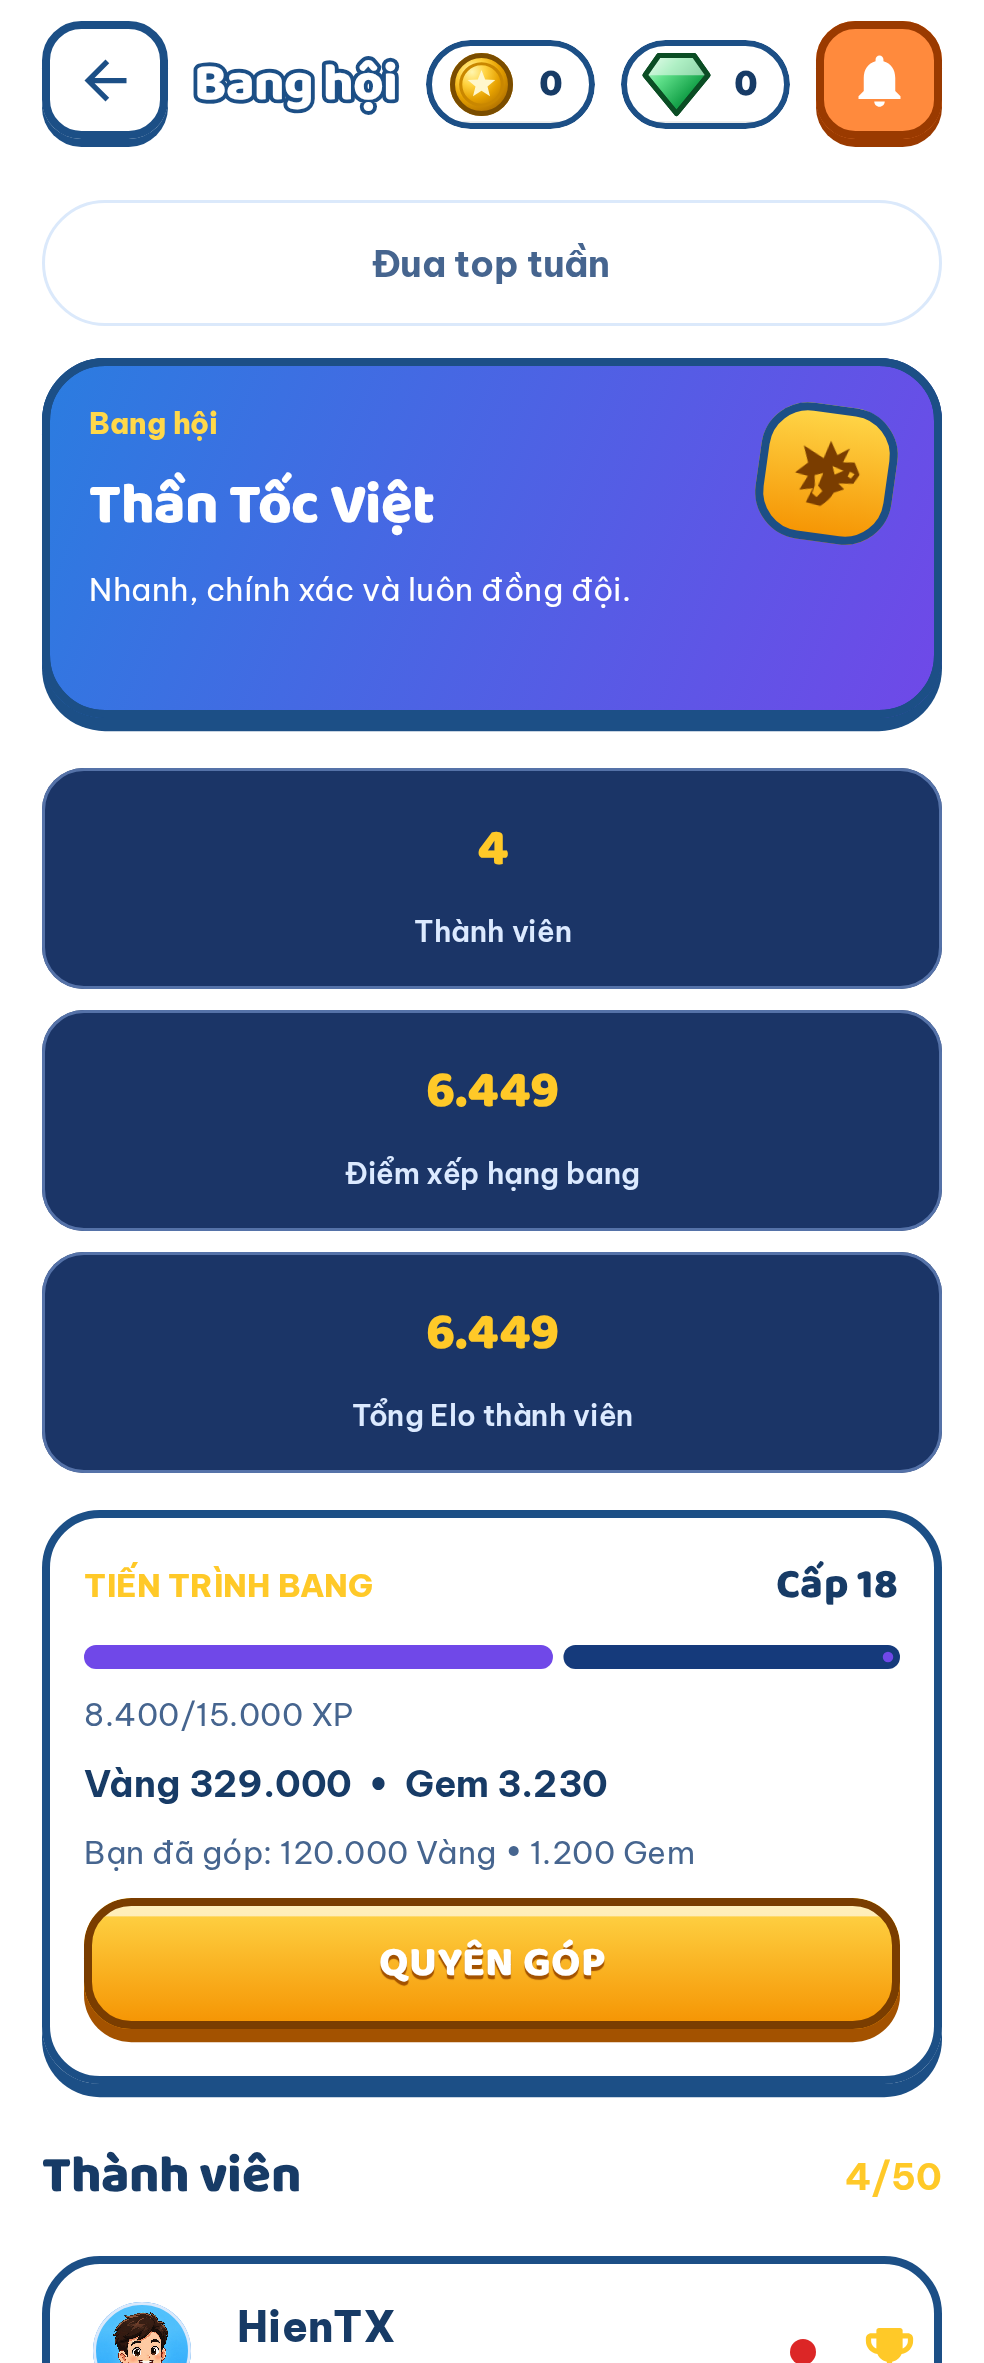 Bang hội
0
0
Đua top tuần
Bang hội
Thần Tốc Việt
Nhanh, chính xác và luôn đồng đội.
4
Thành viên
6.449
Điểm xếp hạng bang
6.449
Tổng Elo thành viên
TIẾN TRÌNH BANG
Cấp 18
8.400/15.000 XP
Vàng 329.000 • Gem 3.230
Bạn đã góp: 120.000 Vàng • 1.200 Gem
QUYÊN GÓP
Thành viên
4/50
HienTX